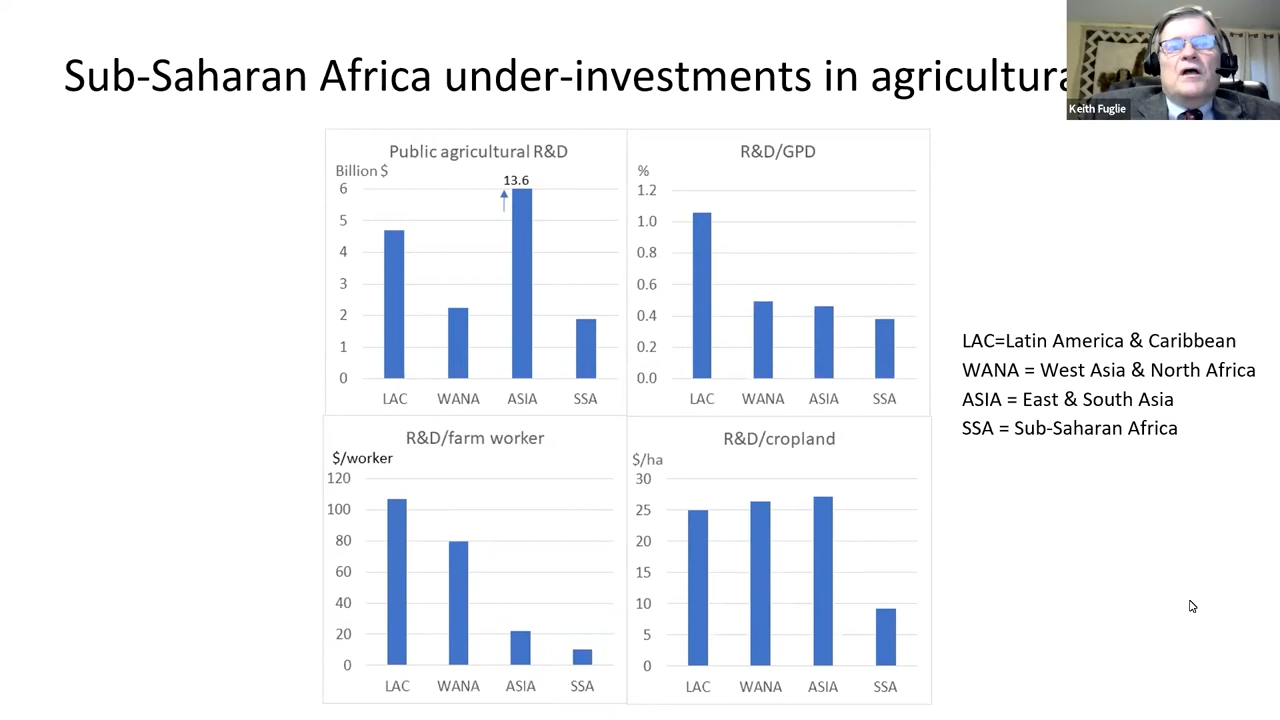 Sub-Saharan Africa under-investments in agricultura
Keith Fuglie
Public agricultural R&D
Billion $
13.6
6
5
4
3
2
1
0
LAC WANA ASIA SSA
R&D/GPD
%
1.2
1.0
0.8
0.6
0.4
0.2
0.0
LAC WANA ASIA SSA
R&D/farm worker
$/worker
120
100
80
60
40
20
0
LAC WANA ASIA SSA
R&D/cropland
$/ha
30
25
20
15
10
5
0
LAC WANA ASIA SSA
LAC=Latin America & Caribbean
WANA = West Asia & North Africa
ASIA = East & South Asia
SSA = Sub-Saharan Africa